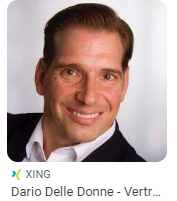 XING
Dario Delle Donne - Vertr...